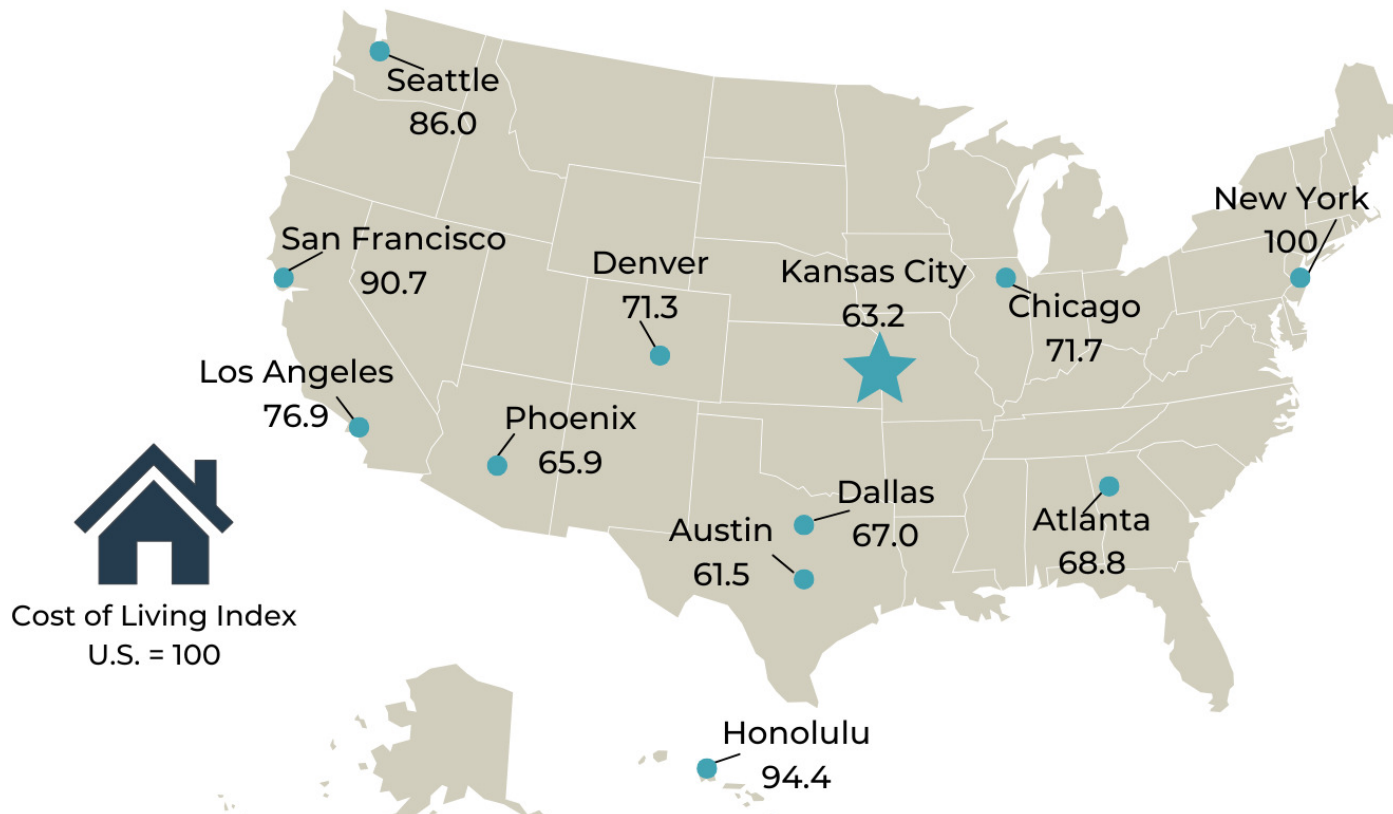 Seattle
86.0
New York
100
San Francisco
90.7
Denver
71.3
Kansas City
63.2
Chicago
71.7
Los Angeles
76.9
Phoenix
65.9
Dallas
67.0
Austin
61.5
Atlanta
68.8
Cost of Living Index
U.S. = 100
Honolulu
94.4